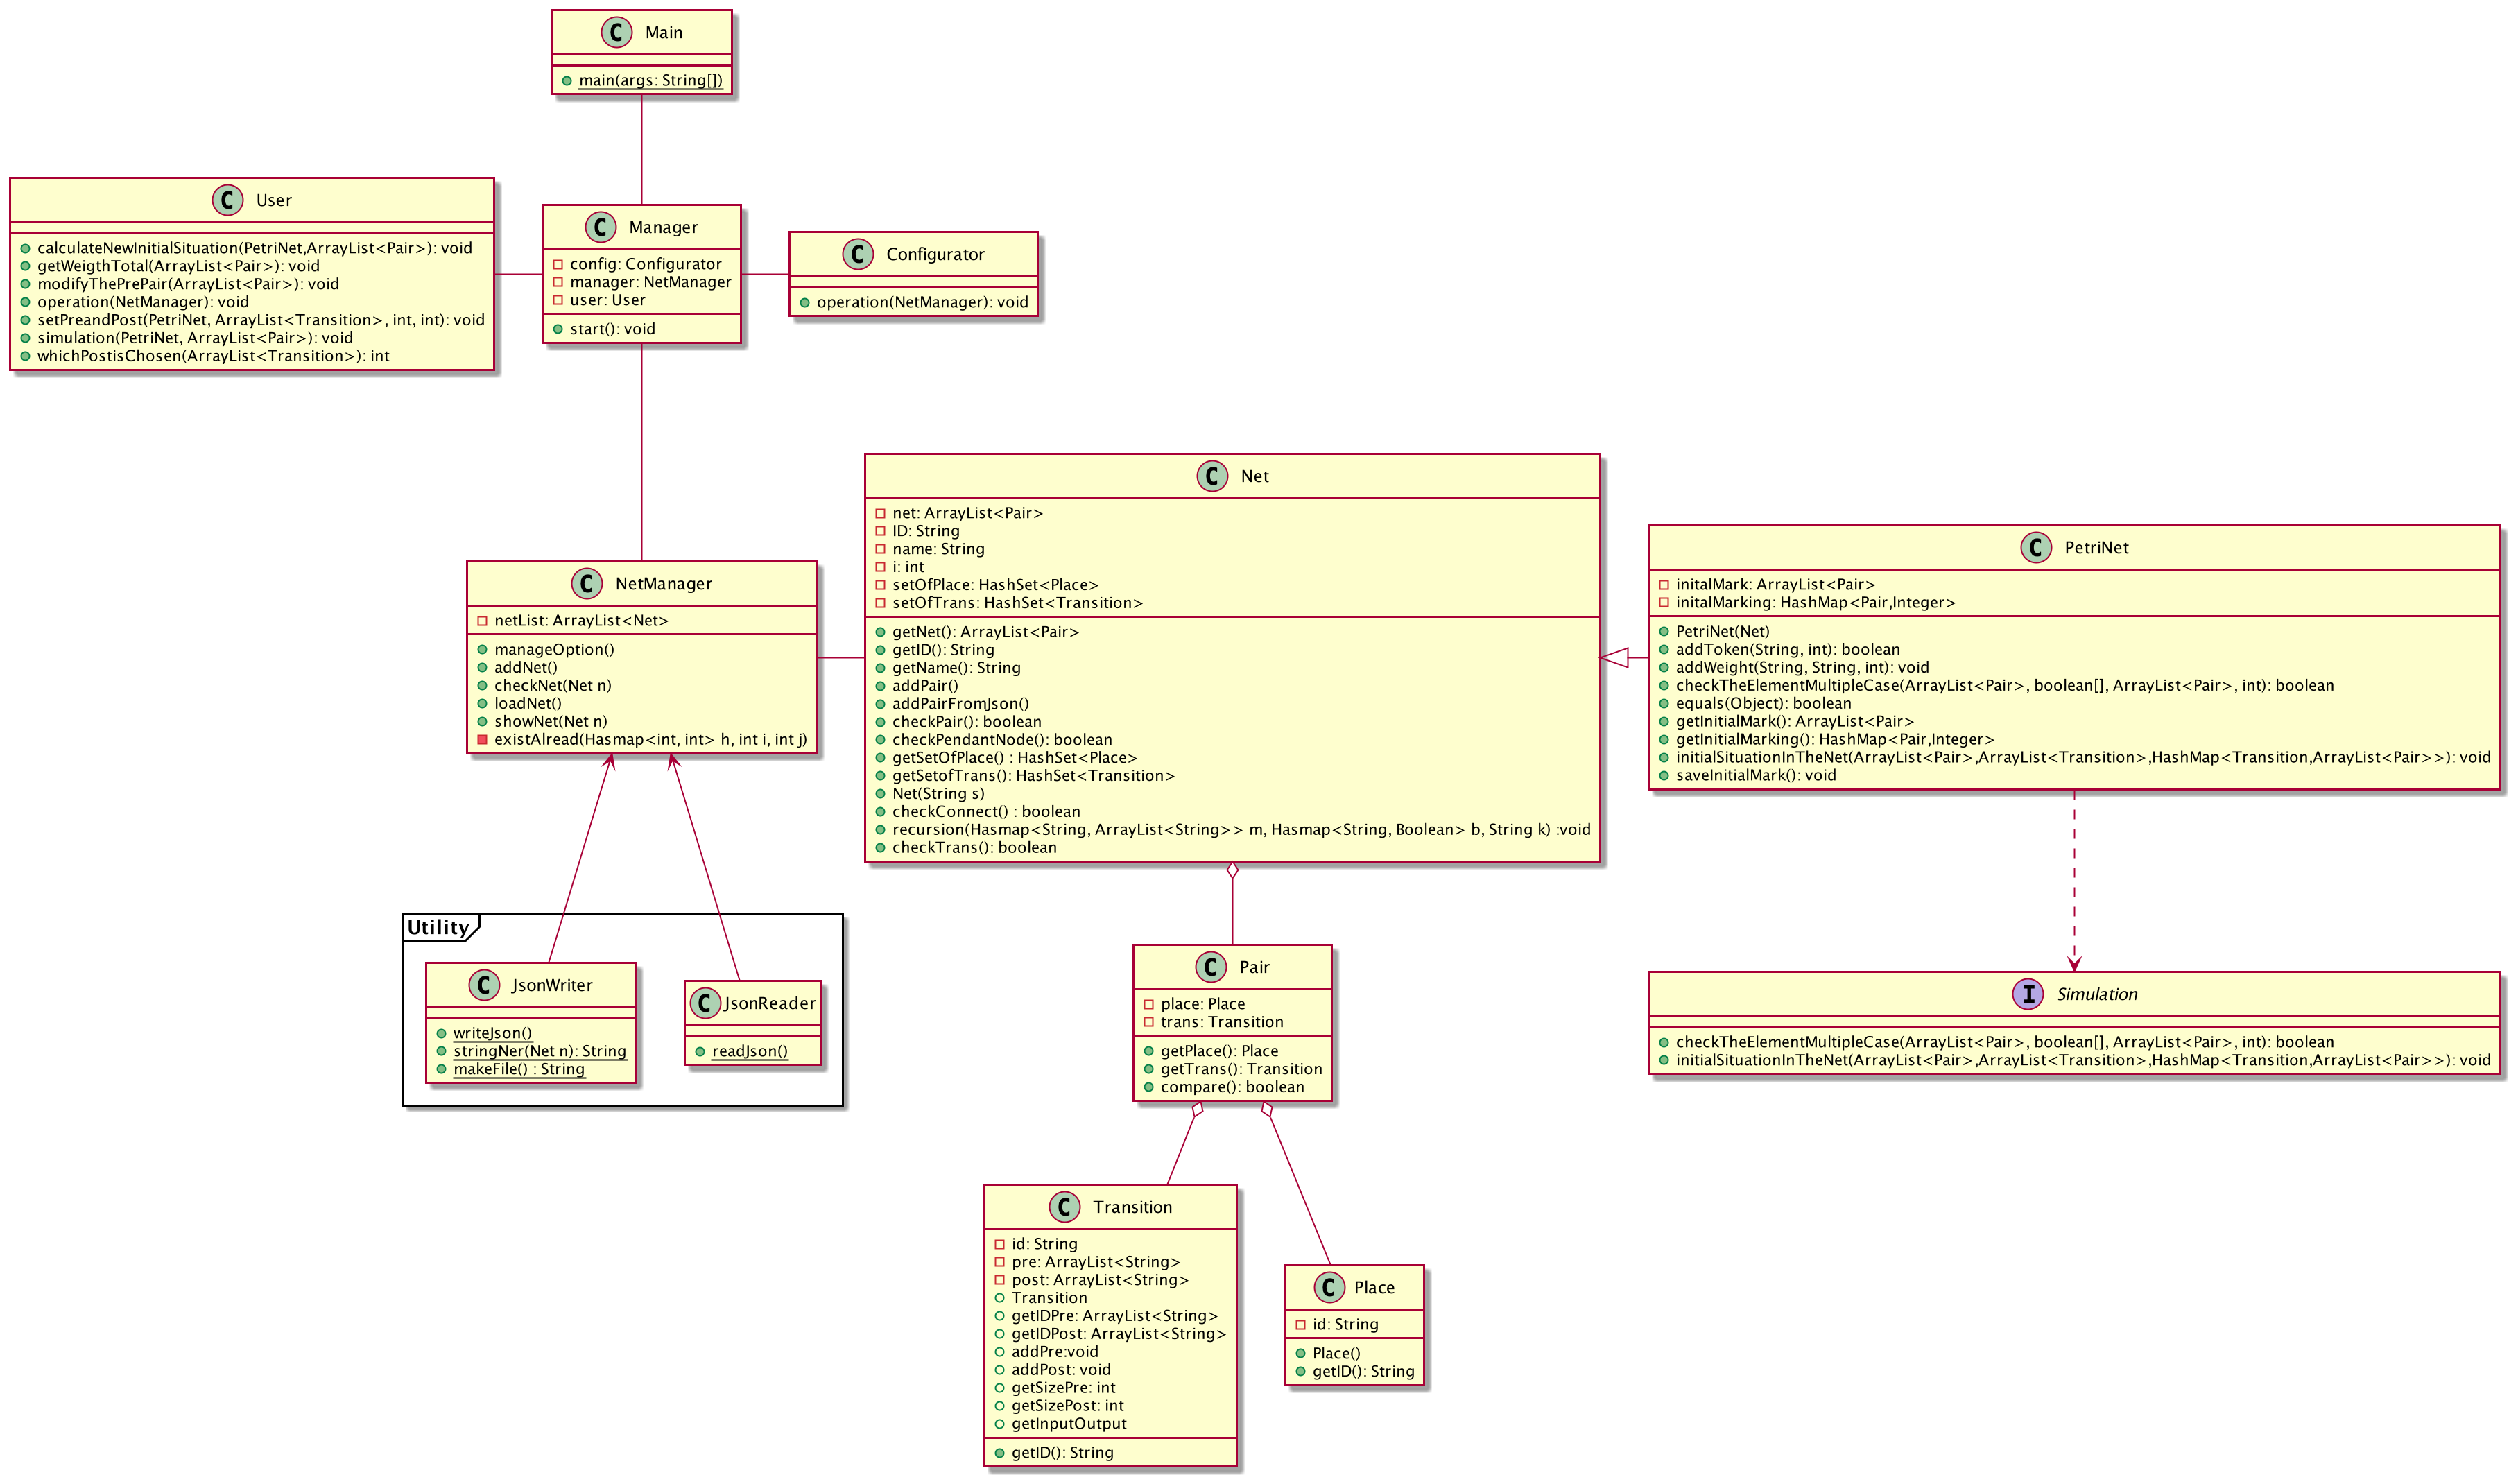 C Main
main(args: String[])
C User
calculateNewInitialSituation(PetriNet,ArrayList<Pair>): void
getWeigthTotal(ArrayList<Pair>): void
modifyThePrePair(ArrayList<Pair>): void
operation(NetManager): void
setPreandPost(PetriNet, ArrayList<Transition>, int, int): void
simulation(PetriNet, ArrayList<Pair>): void
whichPostisChosen(ArrayList<Transition>): int
C Manager
config: Configurator
manager: NetManager
user: User
start(): void
C Configurator
operation(NetManager): void
C Net
net: ArrayList<Pair>
ID: String
name: String
i: int
setOfPlace: HashSet<Place>
setOfTrans: HashSet<Transition>
getNet(): ArrayList<Pair>
getID(): String
getName(): String
addPair()
addPairFromJson()
checkPair(): boolean
checkPendantNode(): boolean
getSetOfPlace() : HashSet<Place>
getSetofTrans(): HashSet<Transition>
Net(String s)
checkConnect() : boolean
recursion(Hasmap<String, ArrayList<String>> m, Hasmap<String, Boolean> b, String k) :void
checkTrans(): boolean
C PetriNet
initalMark: ArrayList<Pair>
initalMarking: HashMap<Pair,Integer>
PetriNet(Net)
addToken(String, int): boolean
addWeight(String, String, int): void
checkTheElementMultipleCase(ArrayList<Pair>, boolean[], ArrayList<Pair>, int): boolean
equals(Object): boolean
getInitialMark(): ArrayList<Pair>
getInitialMarking(): HashMap<Pair,Integer>
initialSituationInTheNet(ArrayList<Pair>,ArrayList<Transition>,HashMap<Transition,ArrayList<Pair>>): void
saveInitialMark(): void
C NetManager
netList: ArrayList<Net>
manageOption()
addNet()
checkNet(Net n)
loadNet()
showNet(Net n)
existAlread(Hasmap<int, int> h, int i, int j)
Utility
C JsonWriter
writeJson()
stringNer(Net n): String
makeFile() : String
C JsonReader
readJson()
C Pair
place: Place
trans: Transition
getPlace(): Place
getTrans(): Transition
compare(): boolean
I Simulation
checkTheElementMultipleCase(ArrayList<Pair>, boolean[], ArrayList<Pair>, int): boolean
initialSituationInTheNet(ArrayList<Pair>,ArrayList<Transition>,HashMap<Transition,ArrayList<Pair>>): void
C Transition
id: String
pre: ArrayList<String>
post: ArrayList<String>
Transition
getIDPre: ArrayList<String>
getIDPost: ArrayList<String>
addPre:void
addPost: void
getSizePre: int
getSizePost: int
getInputOutput
getID(): String
C Place
id: String
Place()
getID(): String